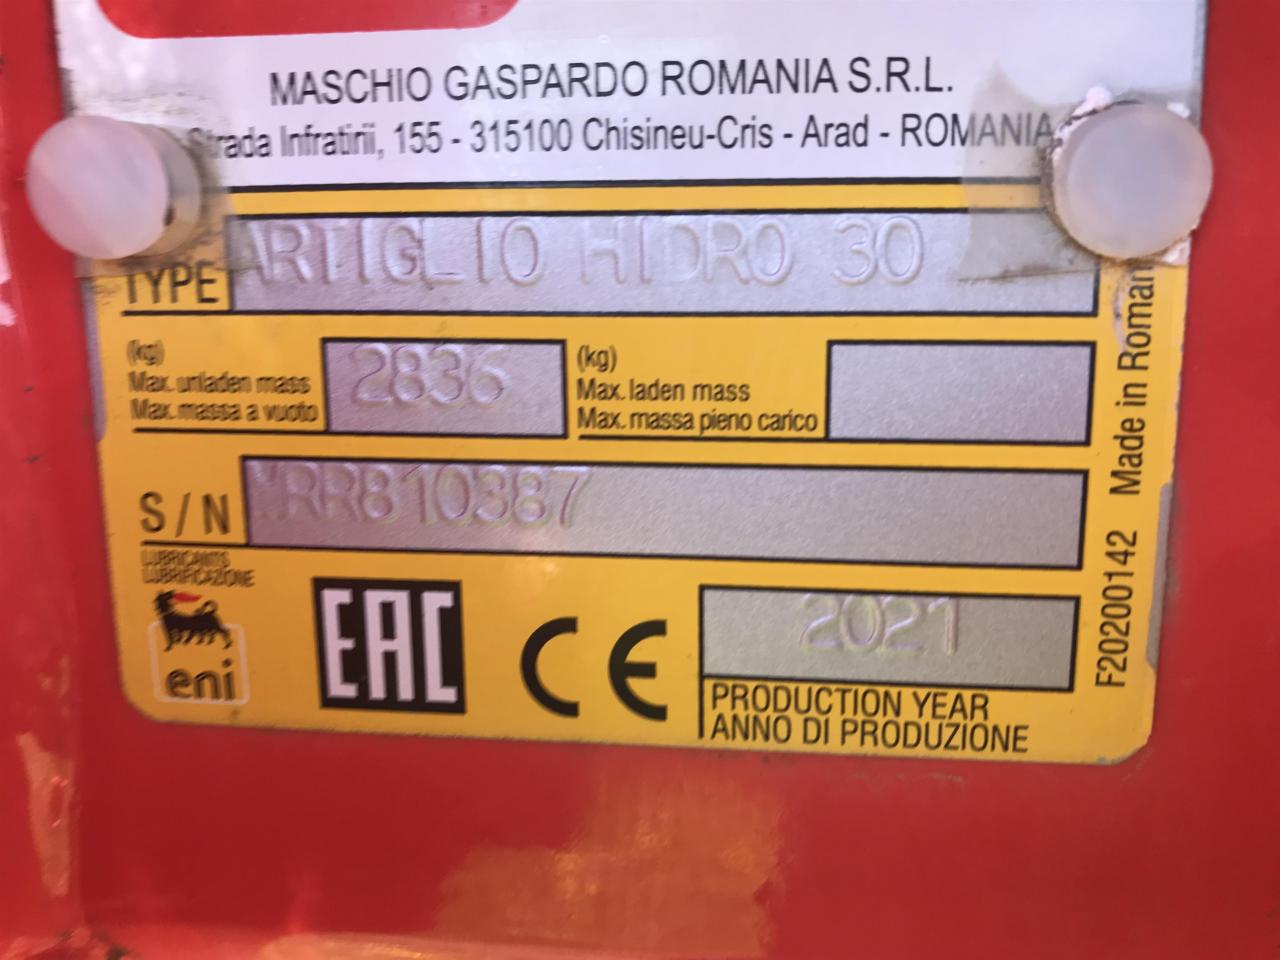 MASCHIO GASPARDO ROMANIA S.R.L.
Strada Infratirii, 155 - 315100 Chisineu-Cris - Arad - ROMANIA
TYPE ARTIGLIO HIDRO 30
(kg)
Max. unladen mass
Max. massa a vuoto
2836
(kg)
Max. laden mass
Max. massa pieno carico
S/N RR810387
LUBRICANTS
LUBRIFICAZIONE
eni
EAC
CE
2021
PRODUCTION YEAR
ANNO DI PRODUZIONE
F20200142 Made in Roman